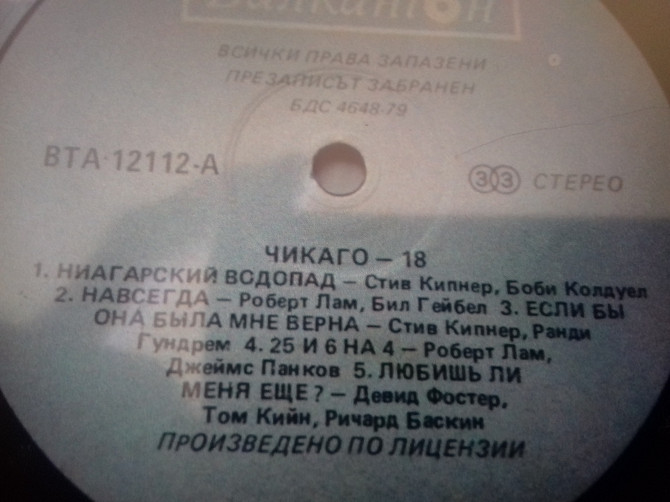 Балкантон
ВСИЧКИ ПРАВА ЗАПАЗЕНИ
ПРЕЗАПИСЪТ ЗАБРАНЕН
БДС 4648-79
ВТА-12112-А
33 СТЕРЕО
ЧИКАГО – 18
1. НИАГАРСКИЙ ВОДОПАД – Стив Кипнер, Боби Колдуел
2. НАВСЕГДА – Роберт Лам, Бил Гейбел 3. ЕСЛИ БЫ
ОНА БЫЛА МНЕ ВЕРНА – Стив Кипнер, Ранди
Гундрем 4. 25 И 6 НА 4 – Роберт Лам,
Джеймс Панков 5. ЛЮБИШЬ ЛИ
МЕНЯ ЕЩЕ? – Девид Фостер,
Том Кийн, Ричард Баскин
ПРОИЗВЕДЕНО ПО ЛИЦЕНЗИИ